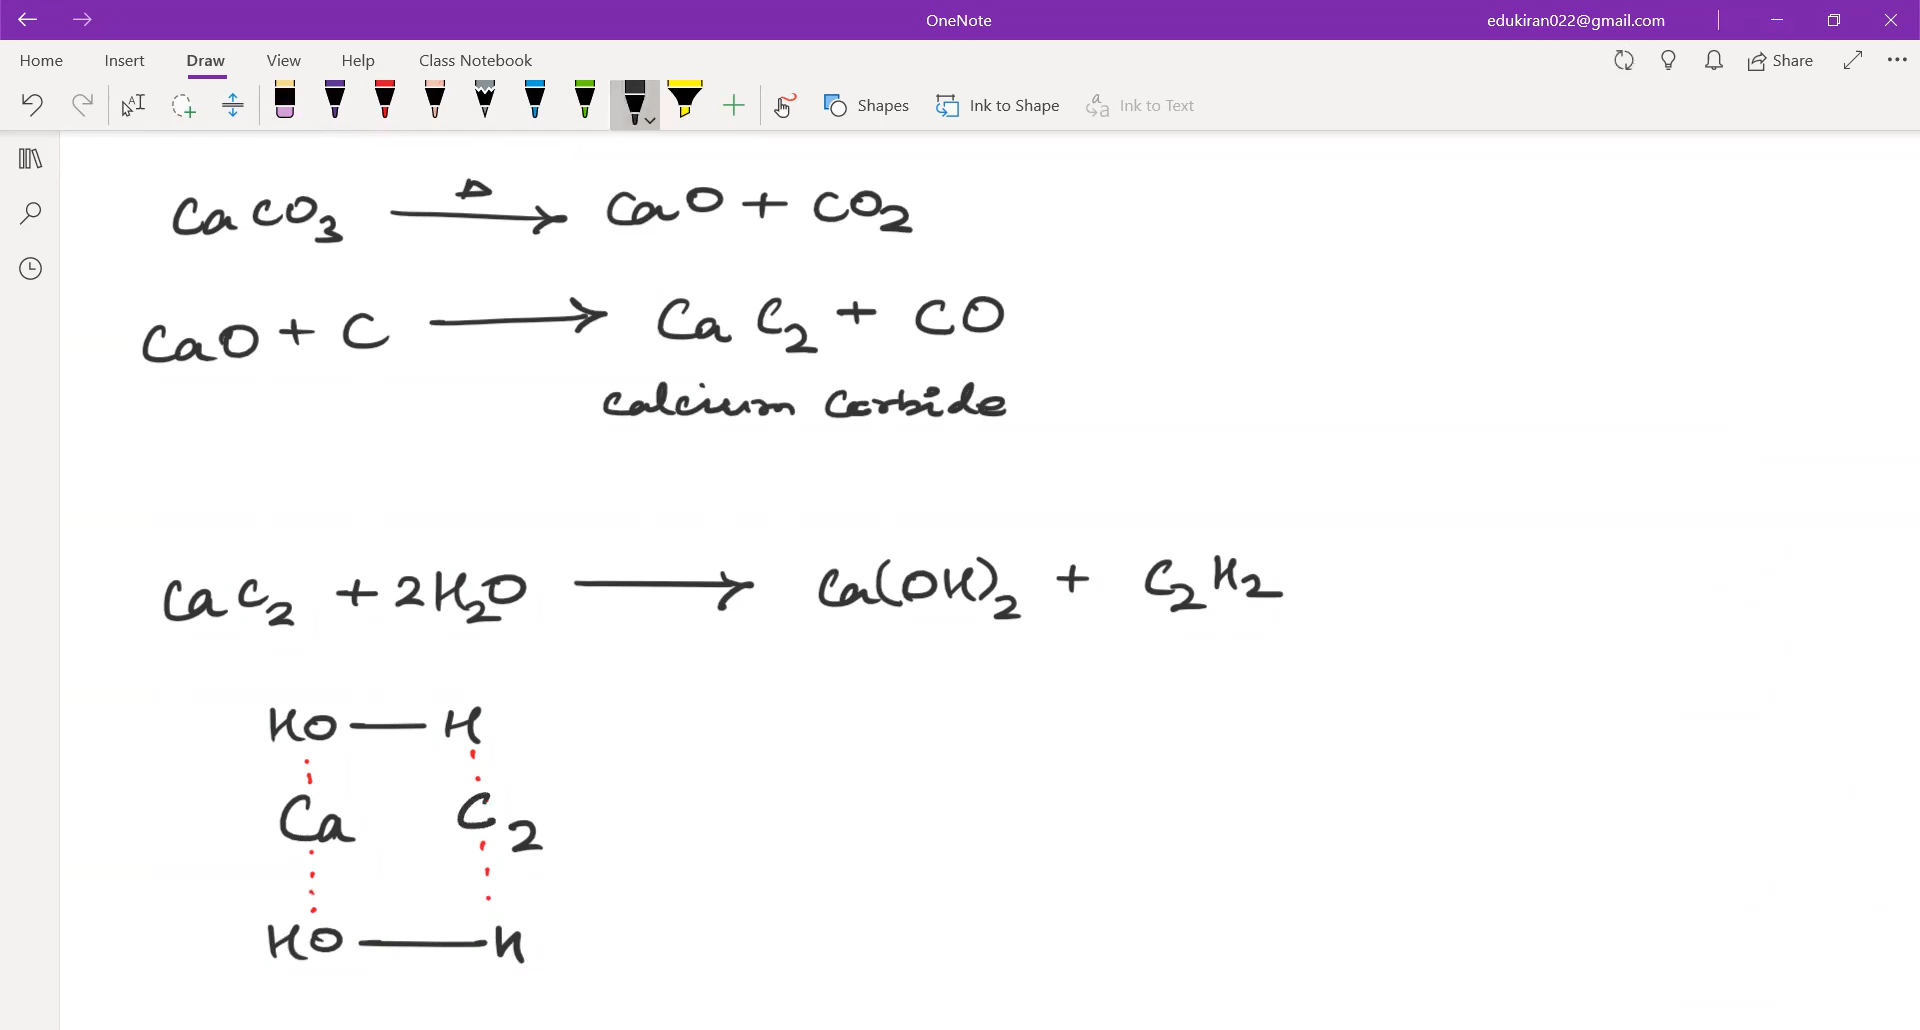 OneNote
edukiran022@gmail.com
Home Insert Draw View Help Class Notebook
Share
Shapes Ink to Shape Ink to Text
CaCO₃ —Δ→ CaO + CO₂
CaO + C → CaC₂ + CO
calcium carbide
CaC₂ + 2H₂O → Ca(OH)₂ + C₂H₂
HO — H
Ca C₂
HO — H